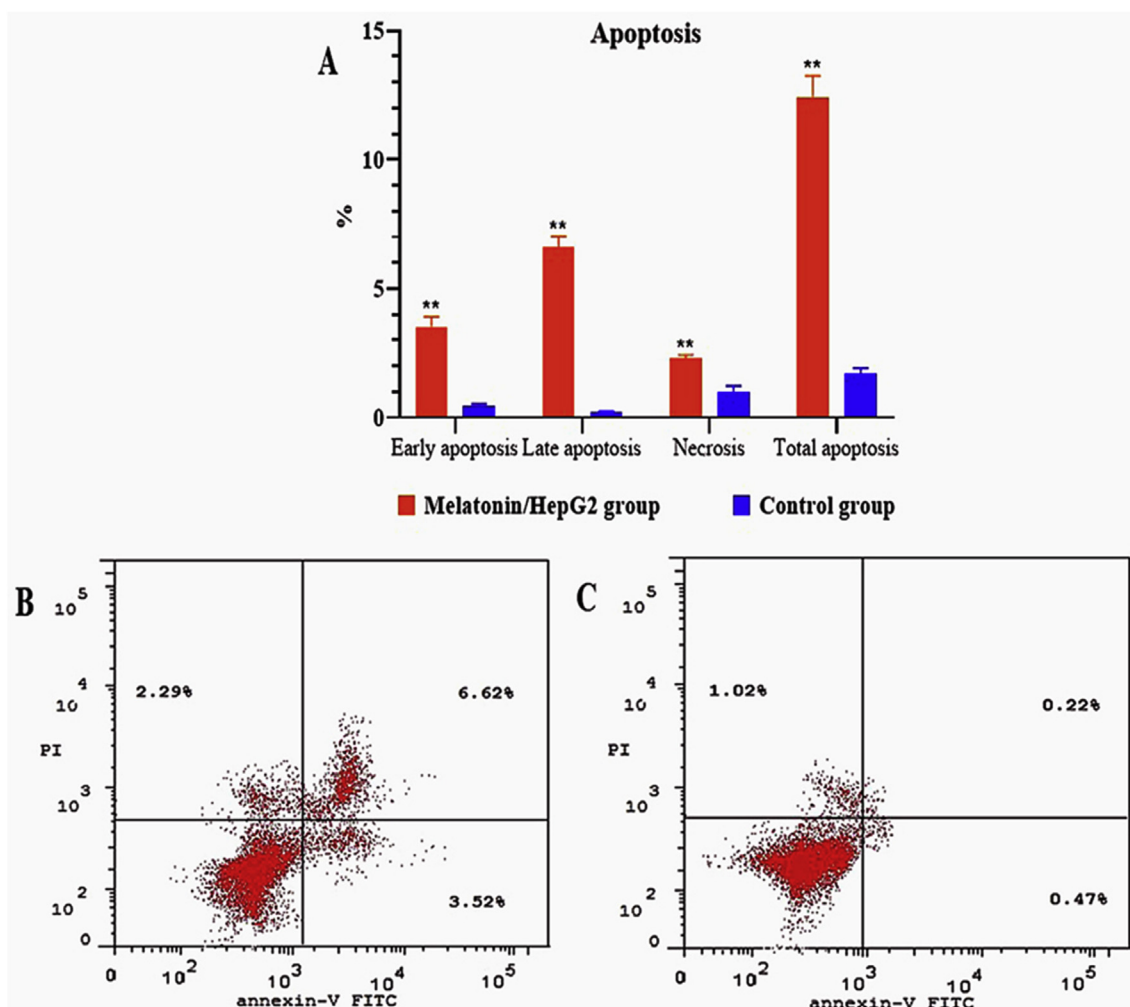 A
Apoptosis
15
10
5
0
%
**
**
**
**
Early apoptosis Late apoptosis Necrosis Total apoptosis
Melatonin/HepG2 group Control group
B
10^5
10^4
10^3
10^2
0
PI
2.29% 6.62%
3.52%
0 10^2 10^3 10^4 10^5
annexin-V FITC
C
10^5
10^4
10^3
10^2
0
PI
1.02% 0.22%
0.47%
0 10^2 10^3 10^4 10^5
annexin-V FITC